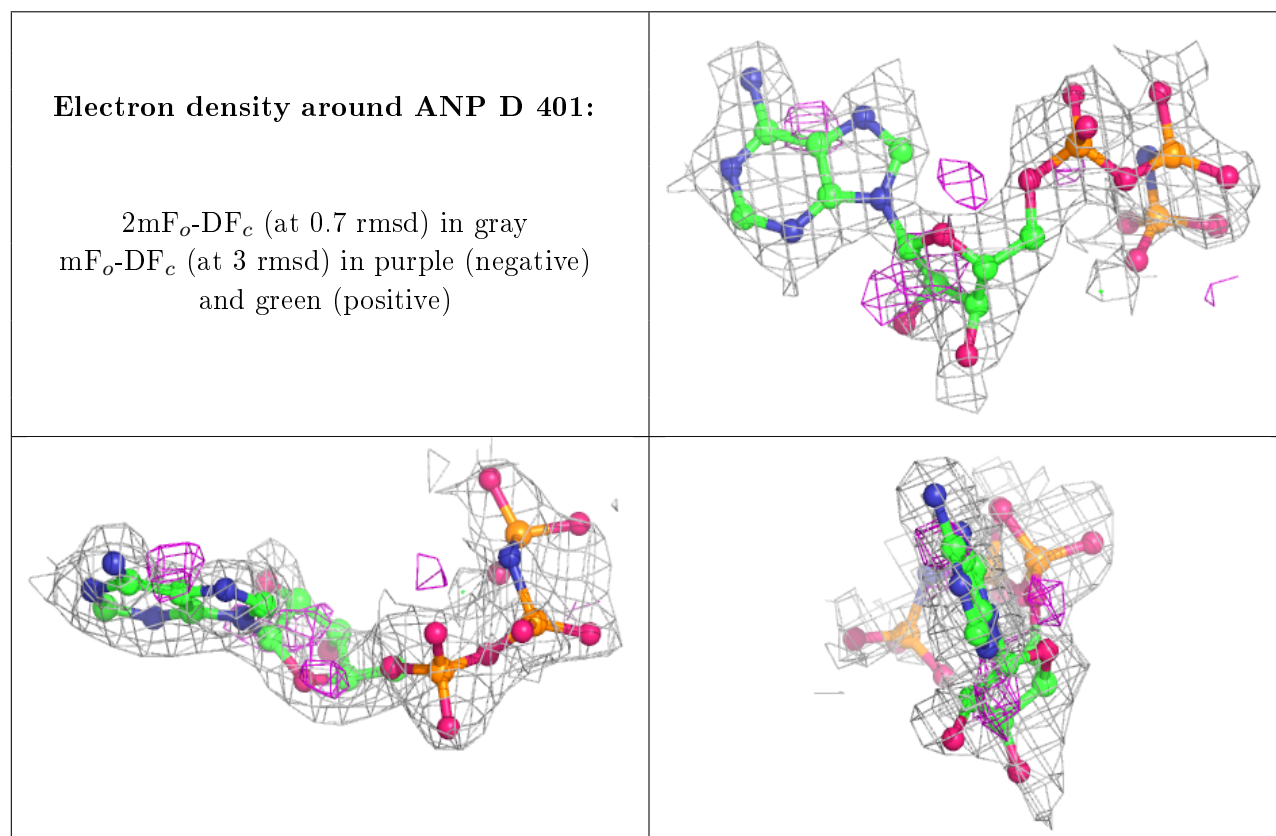 Electron density around ANP D 401:
2mFₒ-DF𝒸 (at 0.7 rmsd) in gray
mFₒ-DF𝒸 (at 3 rmsd) in purple (negative)
and green (positive)